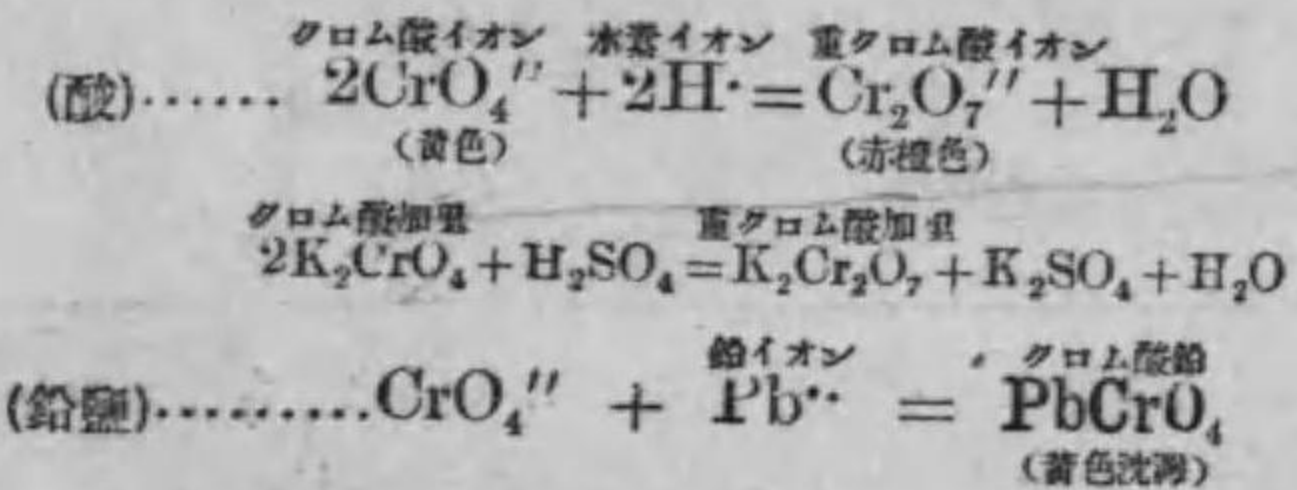 クロム酸イオン 水素イオン 重クロム酸イオン
(酸)…… 2CrO₄″ + 2H· = Cr₂O₇″ + H₂O
(黄色) (赤橙色)
クロム酸加里 重クロム酸加里
2K₂CrO₄ + H₂SO₄ = K₂Cr₂O₇ + K₂SO₄ + H₂O
鉛イオン クロム酸鉛
(鉛鹽)………CrO₄″ + Pb·· = PbCrO₄
(黄色沈澱)